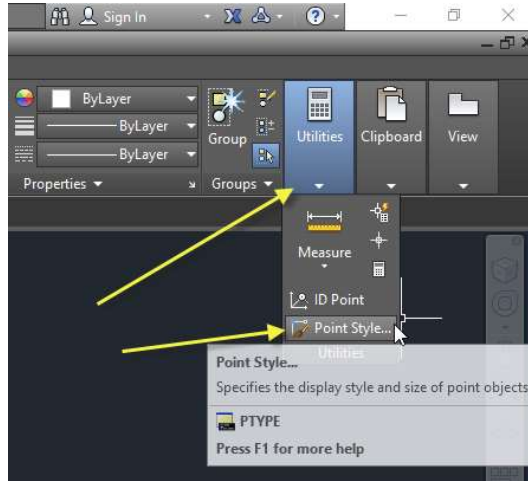 Sign In
ByLayer
ByLayer
ByLayer
Group
Utilities
Clipboard
View
Properties
Groups
Measure
ID Point
Point Style...
Utilities
Point Style...
Specifies the display style and size of point objects
PTYPE
Press F1 for more help